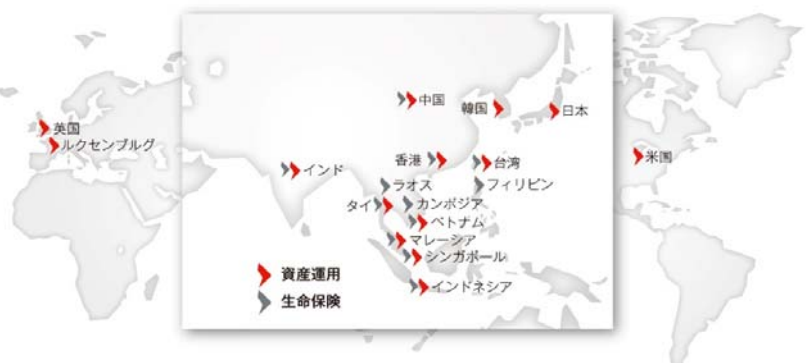 中国
韓国
日本
英国
ルクセンブルグ
米国
香港
台湾
インド
ラオス
フィリピン
タイ
カンボジア
ベトナム
マレーシア
シンガポール
資産運用
インドネシア
生命保険